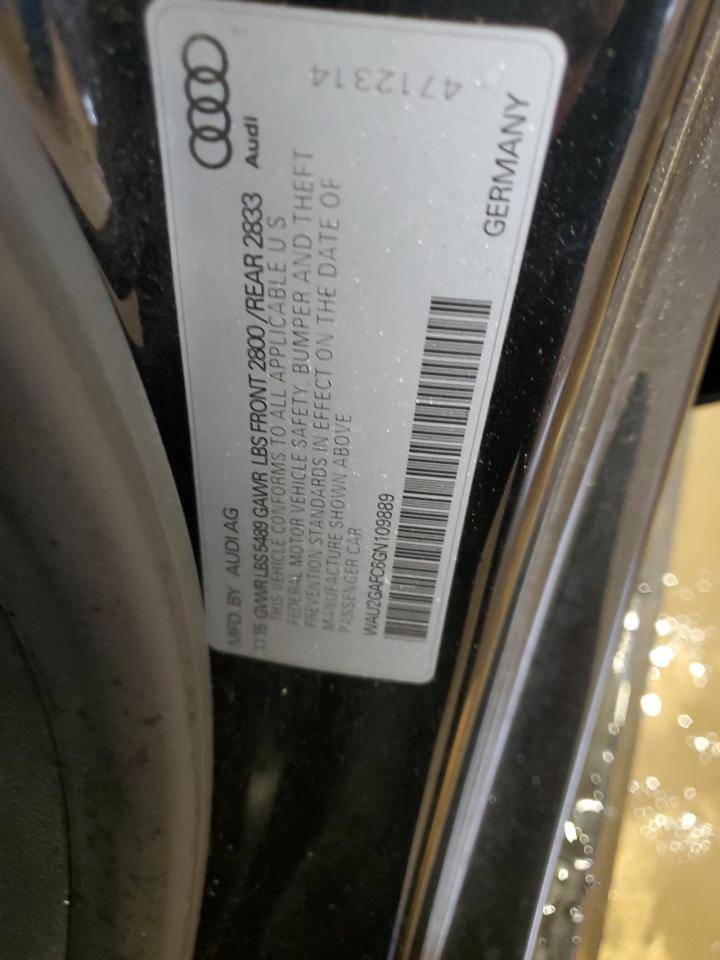 Audi
MFD. BY AUDI AG
11.15 GVWR LBS 5489 GAWR LBS FRONT 2800 / REAR 2833
THIS VEHICLE CONFORMS TO ALL APPLICABLE U S
FEDERAL MOTOR VEHICLE SAFETY, BUMPER AND THEFT
PREVENTION STANDARDS IN EFFECT ON THE DATE OF
MANUFACTURE SHOWN ABOVE
PASSENGER CAR
WAU2GAFC6GN109889
GERMANY
4712314